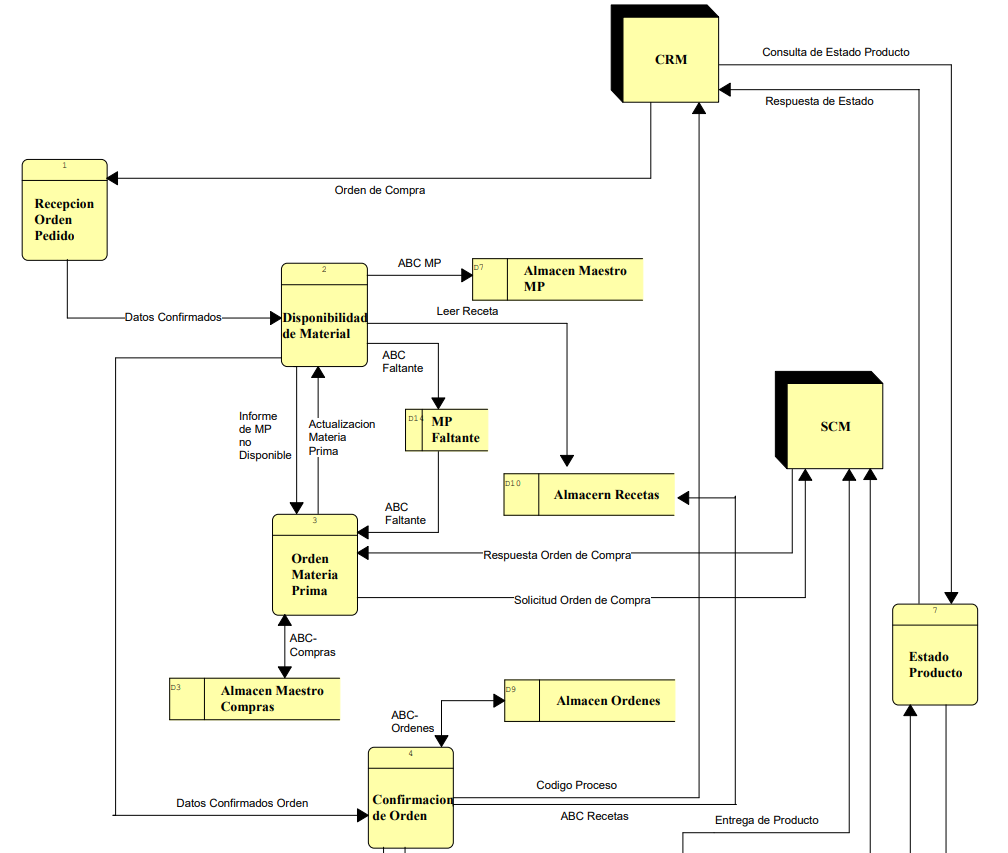 CRM
Consulta de Estado Producto
Respuesta de Estado
1
Recepcion
Orden
Pedido
Orden de Compra
2
Disponibilidad
de Material
ABC MP
D7
Almacen Maestro
MP
Datos Confirmados
Leer Receta
ABC
Faltante
Informe
de MP
no
Disponible
Actualizacion
Materia
Prima
D14
MP
Faltante
SCM
D10
Almacern Recetas
ABC
Faltante
3
Orden
Materia
Prima
Respuesta Orden de Compra
Solicitud Orden de Compra
7
Estado
Producto
ABC-
Compras
D3
Almacen Maestro
Compras
D9
Almacen Ordenes
ABC-
Ordenes
4
Confirmacion
de Orden
Codigo Proceso
Datos Confirmados Orden
ABC Recetas
Entrega de Producto